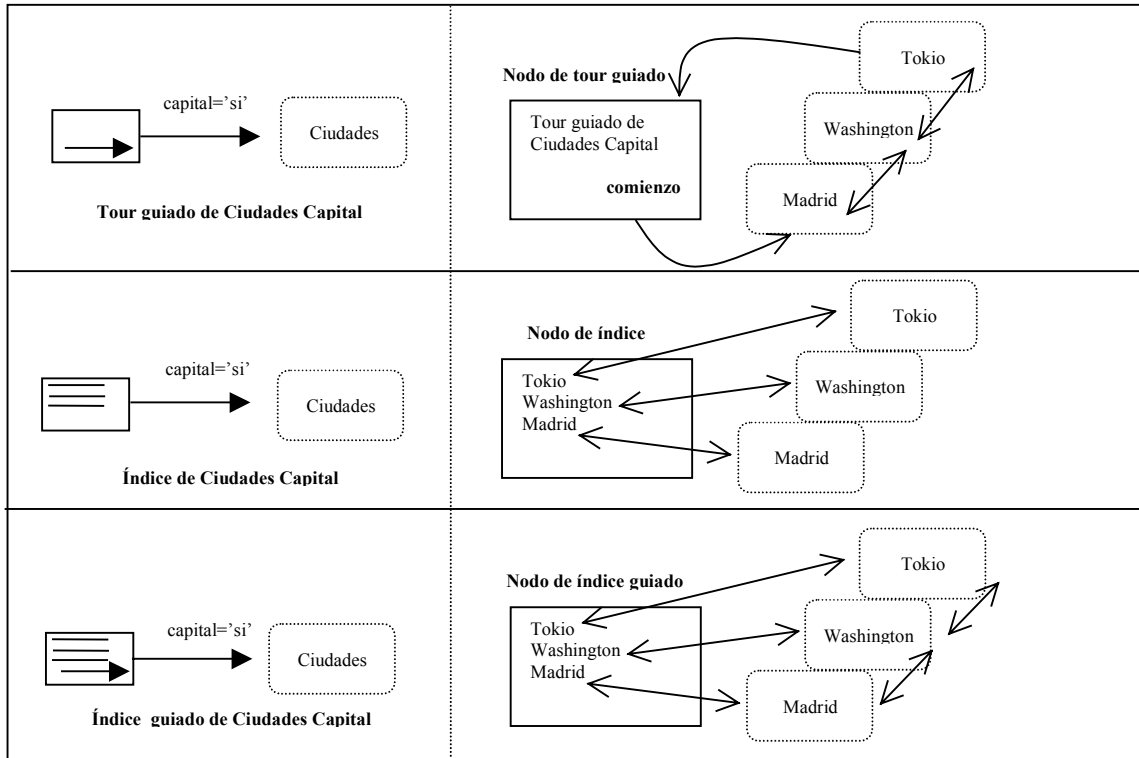 capital=’si’
Ciudades
Tour guiado de Ciudades Capital
Nodo de tour guiado
Tour guiado de
Ciudades Capital
comienzo
Tokio
Washington
Madrid
capital=’si’
Ciudades
Índice de Ciudades Capital
Nodo de índice
Tokio
Washington
Madrid
Tokio
Washington
Madrid
capital=’si’
Ciudades
Índice  guiado de Ciudades Capital
Nodo de índice guiado
Tokio
Washington
Madrid
Tokio
Washington
Madrid